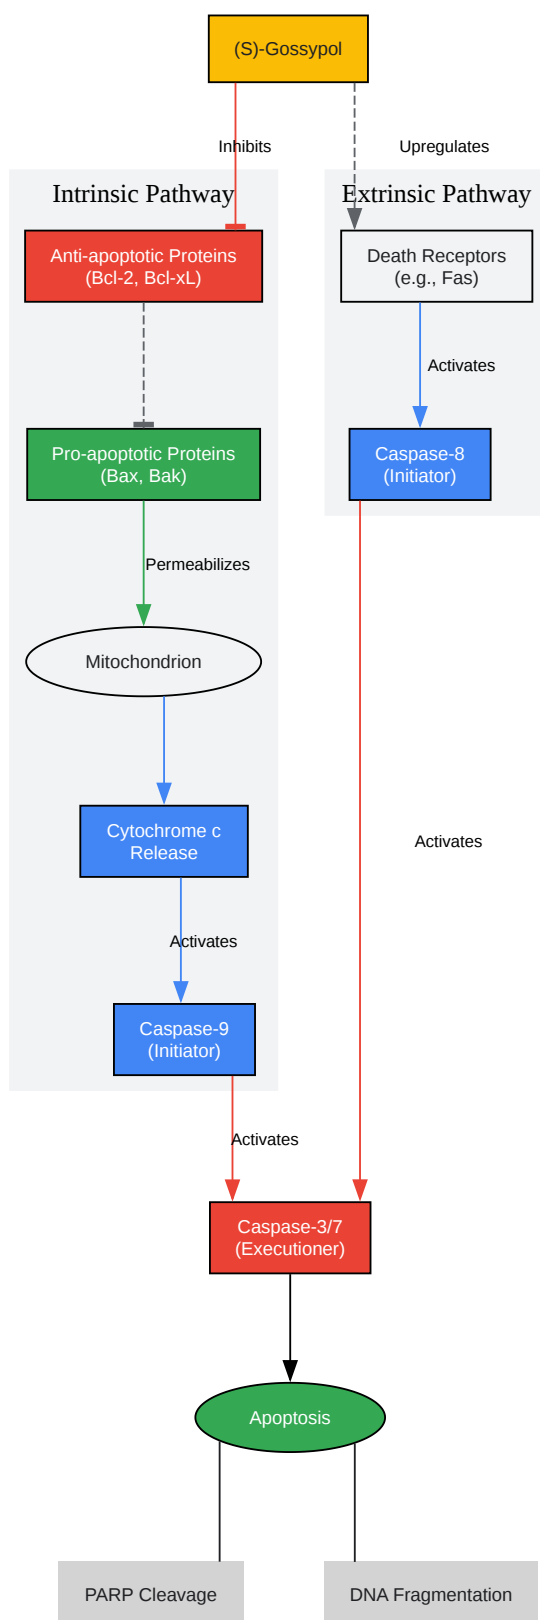 (S)-Gossypol
Inhibits
Upregulates
Intrinsic Pathway
Extrinsic Pathway
Anti-apoptotic Proteins
(Bcl-2, Bcl-xL)
Death Receptors
(e.g., Fas)
Activates
Pro-apoptotic Proteins
(Bax, Bak)
Caspase-8
(Initiator)
Permeabilizes
Mitochondrion
Cytochrome c
Release
Activates
Activates
Caspase-9
(Initiator)
Activates
Caspase-3/7
(Executioner)
Apoptosis
PARP Cleavage
DNA Fragmentation